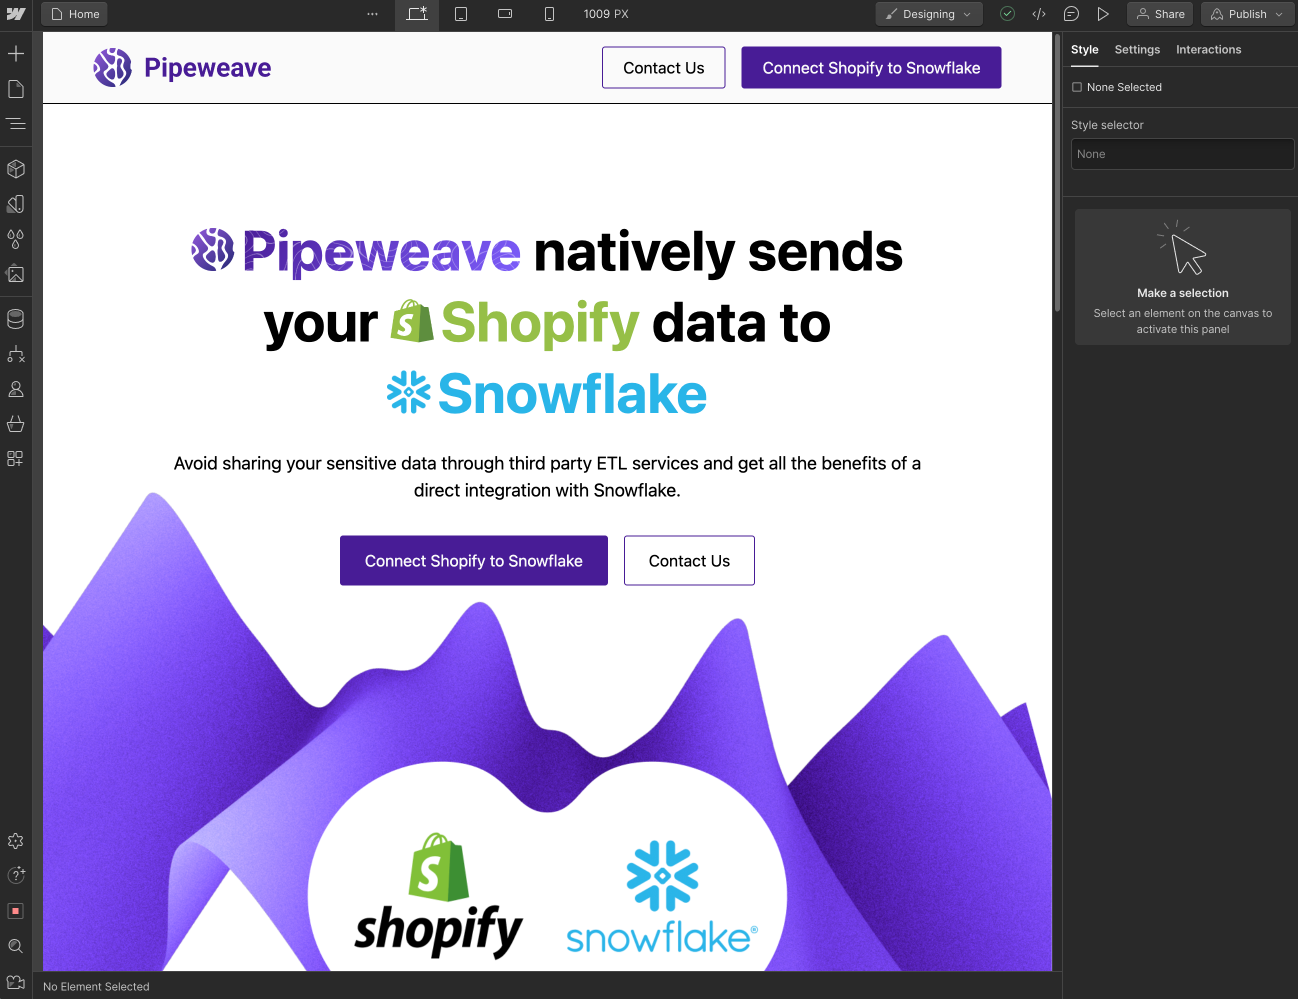 Home
1009 PX
Designing
Share
Publish
Style Settings Interactions
None Selected
Style selector
None
Make a selection
Select an element on the canvas to
activate this panel
Pipeweave
Contact Us
Connect Shopify to Snowflake
Pipeweave natively sends
your Shopify data to
Snowflake
Avoid sharing your sensitive data through third party ETL services and get all the benefits of a
direct integration with Snowflake.
Connect Shopify to Snowflake
Contact Us
shopify
snowflake®
No Element Selected